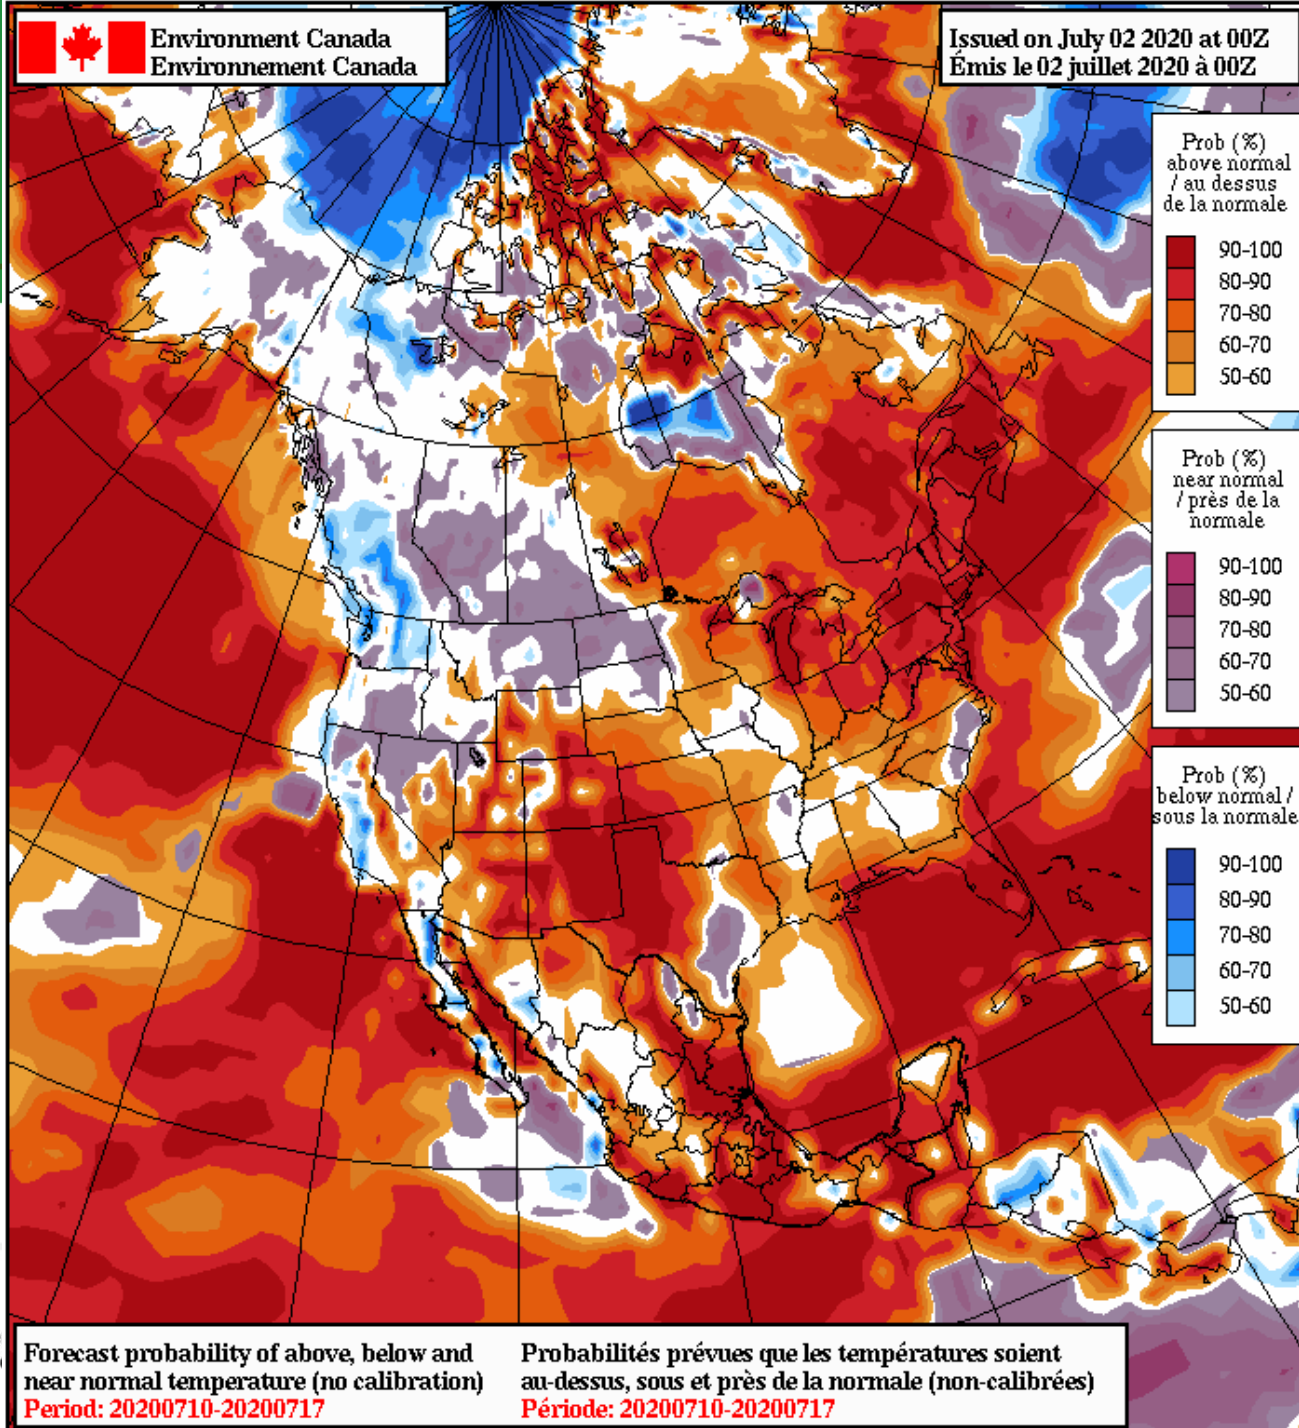 Environment Canada
Environnement Canada
Issued on July 02 2020 at 00Z
Émis le 02 juillet 2020 à 00Z
Prob (%)
above normal
/ au dessus
de la normale
90-100
80-90
70-80
60-70
50-60
Prob (%)
near normal
/ près de la
normale
90-100
80-90
70-80
60-70
50-60
Prob (%)
below normal /
sous la normale
90-100
80-90
70-80
60-70
50-60
Forecast probability of above, below and
near normal temperature (no calibration)
Period: 20200710-20200717
Probabilités prévues que les températures soient
au-dessus, sous et près de la normale (non-calibrées)
Période: 20200710-20200717